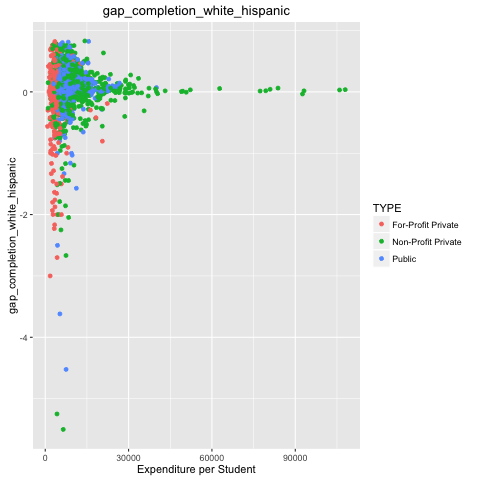 gap_completion_white_hispanic
gap_completion_white_hispanic
0
-2
-4
0
30000
60000
90000
Expenditure per Student
TYPE
For-Profit Private
Non-Profit Private
Public